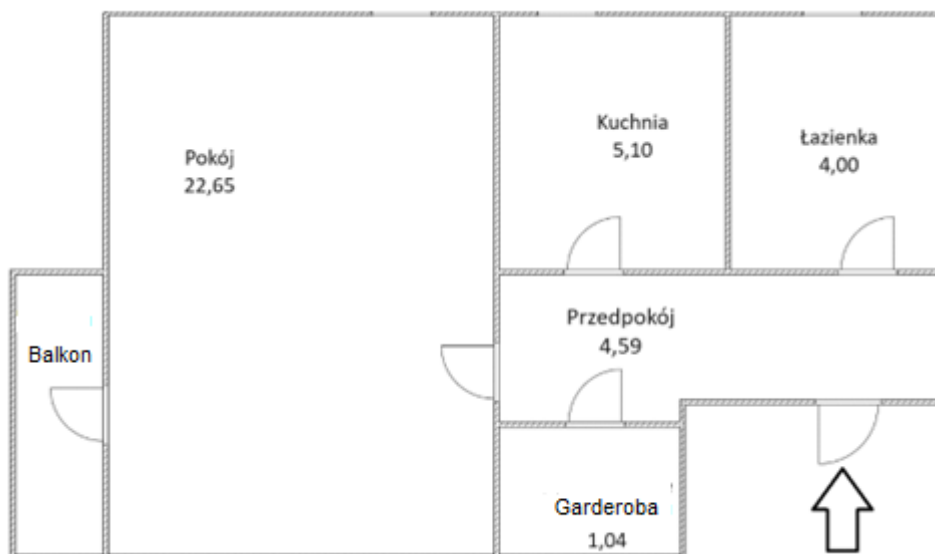 Pokój
22,65
Kuchnia
5,10
Łazienka
4,00
Balkon
Przedpokój
4,59
Garderoba
1,04